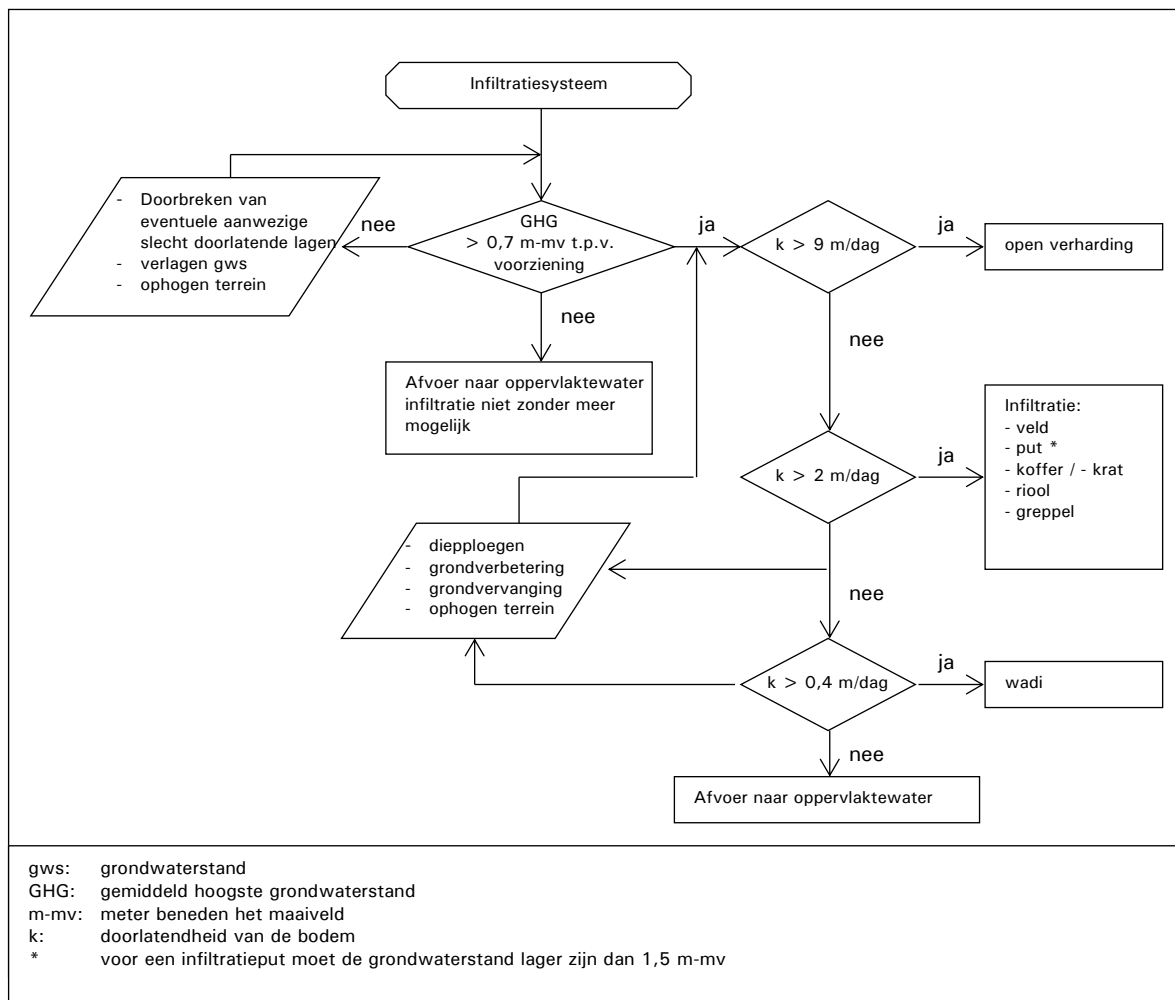 Infiltratiesysteem
- Doorbreken van
eventuele aanwezige
slecht doorlatende lagen
- verlagen gws
- ophogen terrein
nee
GHG
> 0,7 m-mv t.p.v.
voorziening
ja
k > 9 m/dag
ja
open verharding
nee
nee
Afvoer naar oppervlaktewater
infiltratie niet zonder meer
mogelijk
k > 2 m/dag
ja
Infiltratie:
- veld
- put *
- koffer / - krat
- riool
- greppel
- diepploegen
- grondverbetering
- grondvervanging
- ophogen terrein
nee
k > 0,4 m/dag
ja
wadi
nee
Afvoer naar oppervlaktewater
gws: grondwaterstand
GHG: gemiddeld hoogste grondwaterstand
m-mv: meter beneden het maaiveld
k: doorlatendheid van de bodem
* voor een infiltratieput moet de grondwaterstand lager zijn dan 1,5 m-mv